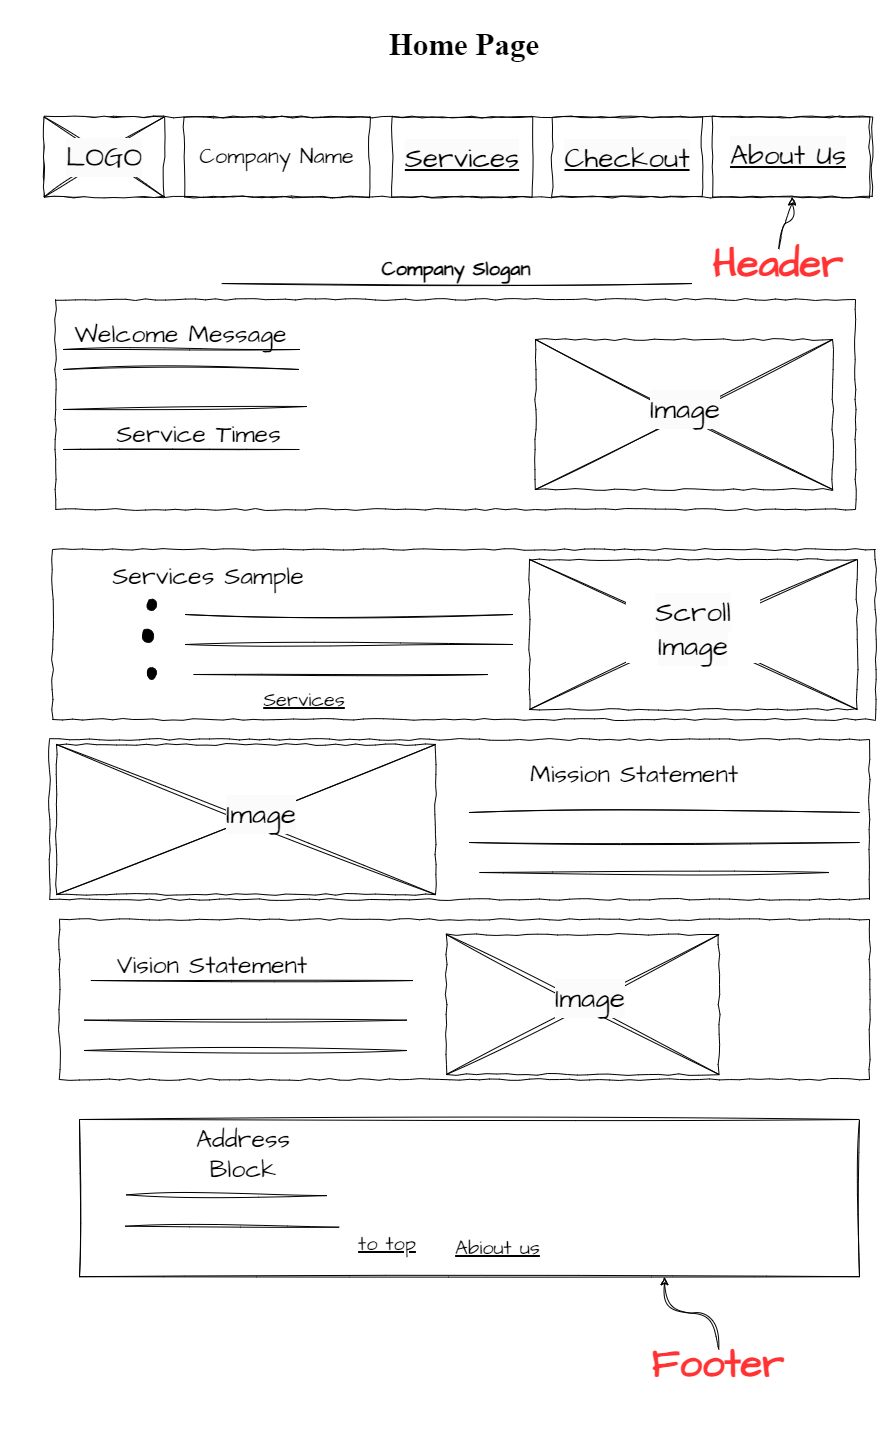 Home Page
LOGO
Company Name
Services
Checkout
About Us
Header
Company Slogan
Welcome Message
Service Times
Image
Services Sample
Services
Scroll
Image
Image
Mission Statement
Vision Statement
Image
Address
Block
to top
Abiout us
Footer